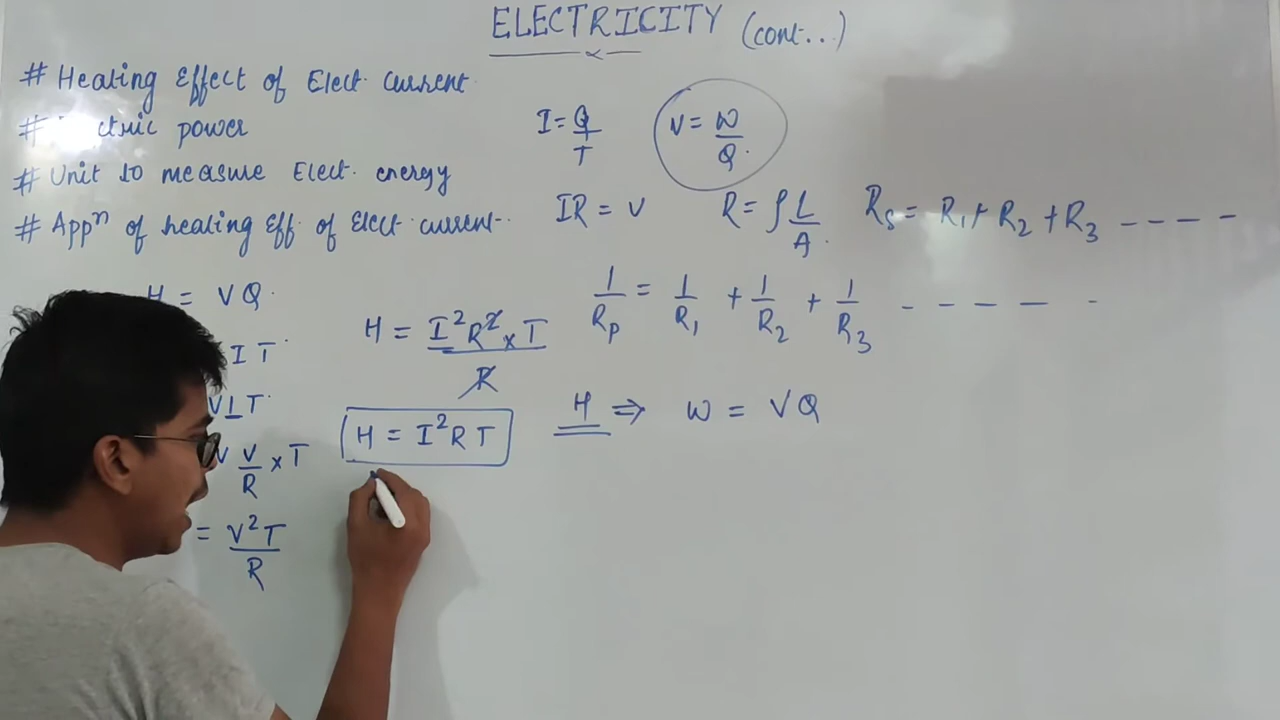 ELECTRICITY (cont...)
# Heating Effect of Elect. current
# power
# Unit to measure Elect. energy
# Appⁿ of heating Eff. of Elect. current.
I = Q/T
V = W/Q
IR = V
R = ρ L/A
Rs = R₁ + R₂ + R₃ - - - -
1/Rp = 1/R₁ + 1/R₂ + 1/R₃ - - - - -
H = VQ
IT
VIT
V V/R × T
= V²T/R
H = I²R² × T / R
H = I²RT
H ⇒ W = VQ